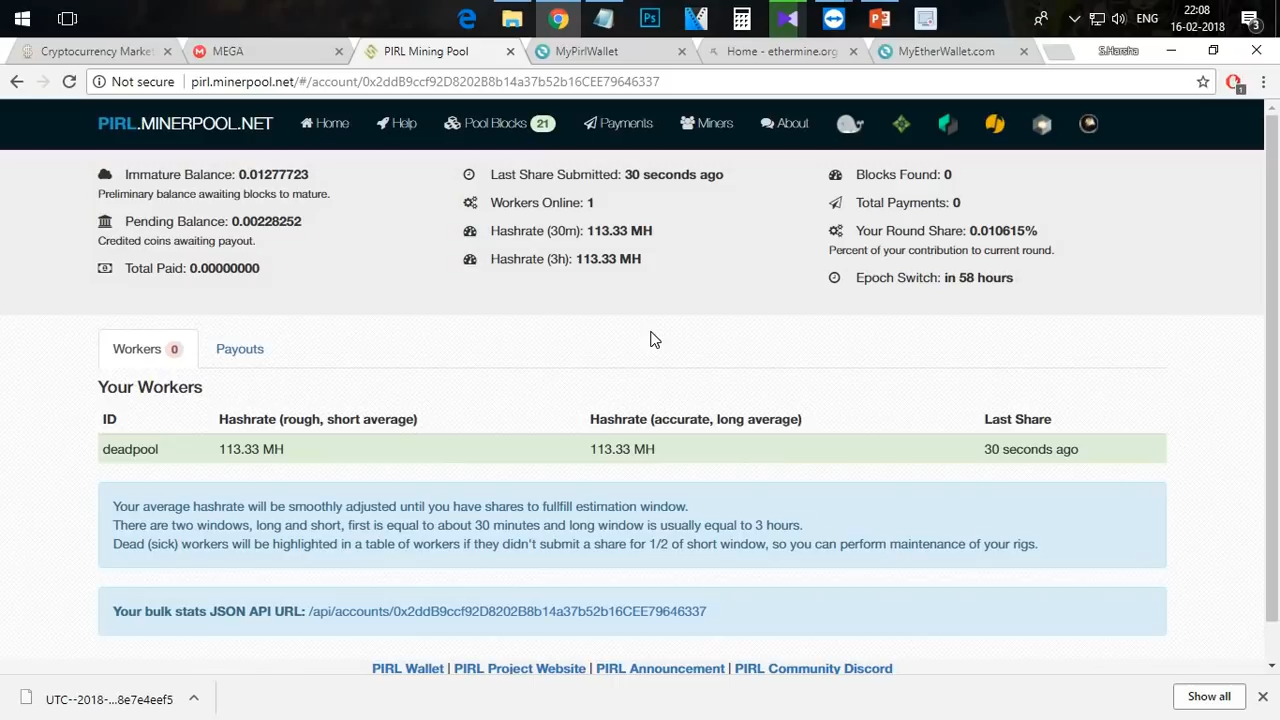 ENG
22:08
16-02-2018
3
Cryptocurrency Marke
MEGA
PIRL Mining Pool
MyPirlWallet
Home - ethermine.org
MyEtherWallet.com
S.Harsha
Not secure
pirl.minerpool.net/#/account/0x2ddB9ccf92D8202B8b14a37b52b16CEE79646337
1
PIRL.MINERPOOL.NET
Home
Help
Pool Blocks 21
Payments
Miners
About
Immature Balance: 0.01277723
Preliminary balance awaiting blocks to mature.
Pending Balance: 0.00228252
Credited coins awaiting payout.
Total Paid: 0.00000000
Last Share Submitted: 30 seconds ago
Workers Online: 1
Hashrate (30m): 113.33 MH
Hashrate (3h): 113.33 MH
Blocks Found: 0
Total Payments: 0
Your Round Share: 0.010615%
Percent of your contribution to current round.
Epoch Switch: in 58 hours
Workers 0
Payouts
Your Workers
ID Hashrate (rough, short average) Hashrate (accurate, long average) Last Share
deadpool 113.33 MH 113.33 MH 30 seconds ago
Your average hashrate will be smoothly adjusted until you have shares to fullfill estimation window.
There are two windows, long and short, first is equal to about 30 minutes and long window is usually equal to 3 hours.
Dead (sick) workers will be highlighted in a table of workers if they didn't submit a share for 1/2 of short window, so you can perform maintenance of your rigs.
Your bulk stats JSON API URL: /api/accounts/0x2ddB9ccf92D8202B8b14a37b52b16CEE79646337
PIRL Wallet | PIRL Project Website | PIRL Announcement | PIRL Community Discord
UTC--2018-...8e7e4eef5
Show all